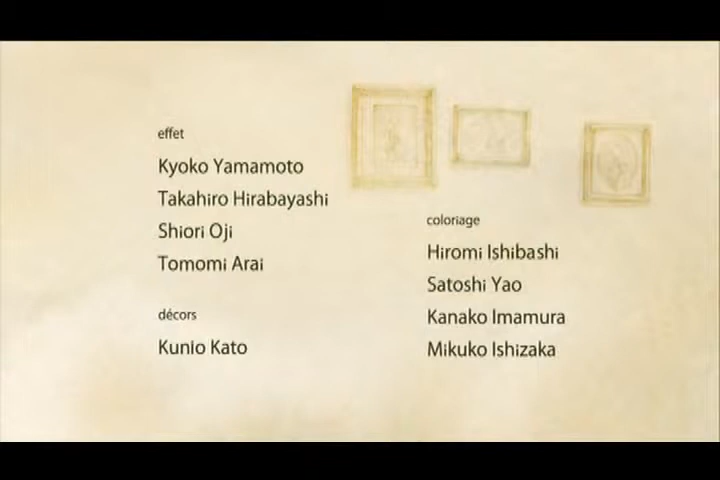 effet
Kyoko Yamamoto
Takahiro Hirabayashi
Shiori Oji
Tomomi Arai
décors
Kunio Kato
coloriage
Hiromi Ishibashi
Satoshi Yao
Kanako Imamura
Mikuko Ishizaka